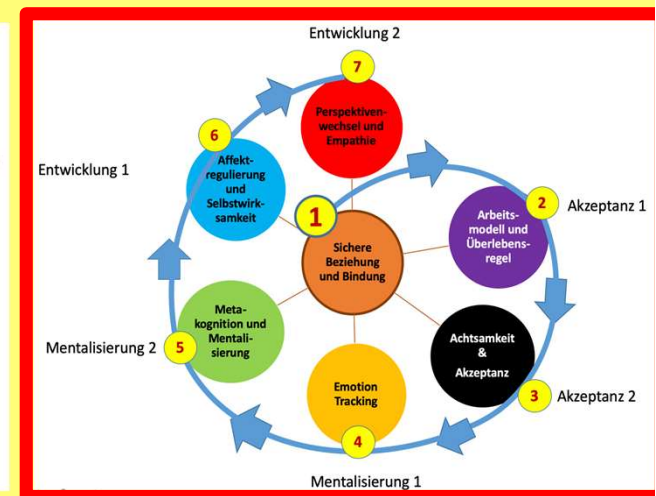 Entwicklung 2
7
Perspektiven-
wechsel und
Empathie
6
Entwicklung 1
Affekt-
regulierung
und
Selbstwirk-
samkeit
1
Sichere
Beziehung
und Bindung
2
Akzeptanz 1
Arbeits-
modell und
Überlebens-
regel
Achtsamkeit
&
Akzeptanz
3
Akzeptanz 2
Emotion
Tracking
4
Mentalisierung 1
Meta-
kognition und
Mentali-
sierung
5
Mentalisierung 2